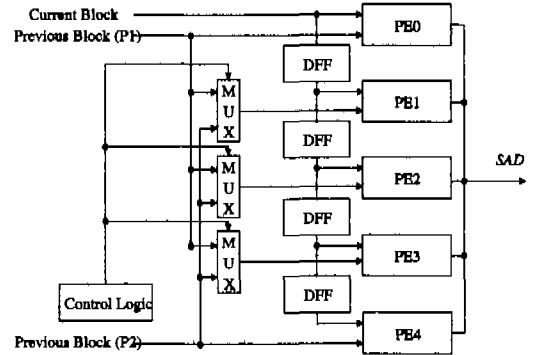 Current Block
PE0
Previous Block (P1)
DFF
M
U
X
PE1
DFF
M
U
X
PE2
SAD
DFF
M
U
X
PE3
DFF
Control Logic
PE4
Previous Block (P2)